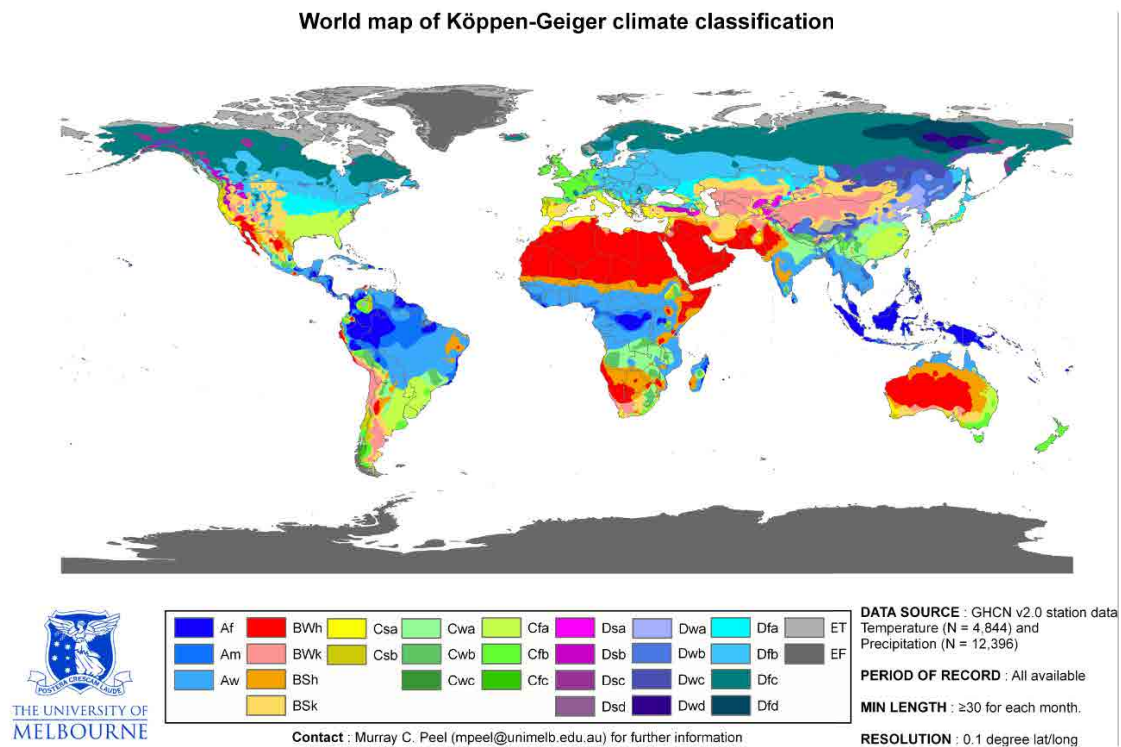 World map of Köppen-Geiger climate classification
Af
Am
Aw
BWh
BWk
BSh
BSk
Csa
Csb
Cwa
Cwb
Cwc
Cfa
Cfb
Cfc
Dsa
Dsb
Dsc
Dsd
Dwa
Dwb
Dwc
Dwd
Dfa
Dfb
Dfc
Dfd
ET
EF
DATA SOURCE : GHCN v2.0 station data
Temperature (N = 4,844) and
Precipitation (N = 12,396)
PERIOD OF RECORD : All available
MIN LENGTH : ≥30 for each month.
RESOLUTION : 0.1 degree lat/long
POSTERA CRESCAM LAUDE
THE UNIVERSITY OF
MELBOURNE
Contact : Murray C. Peel (mpeel@unimelb.edu.au) for further information